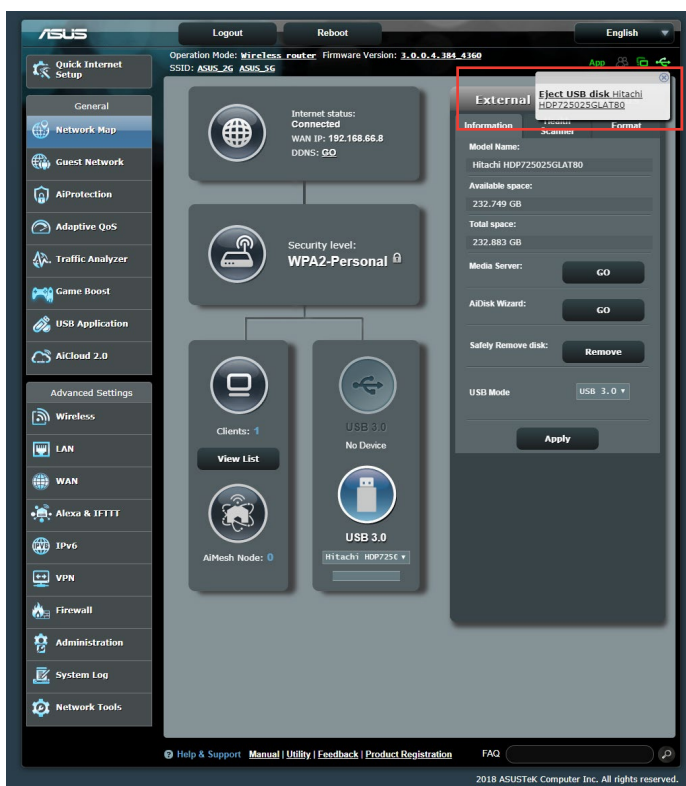 ASUS
Logout
Reboot
English
Quick Internet
Setup
Operation Mode: Wireless router Firmware Version: 3.0.0.4.384_4360
SSID: ASUS_2G ASUS_5G
App
General
Network Map
Guest Network
AiProtection
Adaptive QoS
Traffic Analyzer
Game Boost
USB Application
AiCloud 2.0
Advanced Settings
Wireless
LAN
WAN
Alexa & IFTTT
IPv6
VPN
Firewall
Administration
System Log
Network Tools
Internet status:
Connected
WAN IP: 192.168.66.8
DDNS: GO
Security level:
WPA2-Personal
Clients: 1
View List
AiMesh Node: 0
USB 3.0
No Device
USB 3.0
Hitachi HDP725(
External
Eject USB disk Hitachi
HDP725025GLAT80
Information
Health
Scanner
Format
Model Name:
Hitachi HDP725025GLAT80
Available space:
232.749 GB
Total space:
232.883 GB
Media Server:
GO
AiDisk Wizard:
GO
Safely Remove disk:
Remove
USB Mode
USB 3.0
Apply
Help & Support Manual | Utility | Feedback | Product Registration
FAQ
2018 ASUSTeK Computer Inc. All rights reserved.